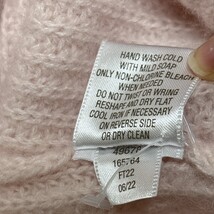 HAND WASH COLD
WITH MILD SOAP
ONLY NON-CHLORINE BLEACH
WHEN NEEDED
DO NOT TWIST OR WRING
RESHAPE AND DRY FLAT
COOL IRON IF NECESSARY
ON REVERSE SIDE
OR DRY CLEAN
165764
FT22
06/22